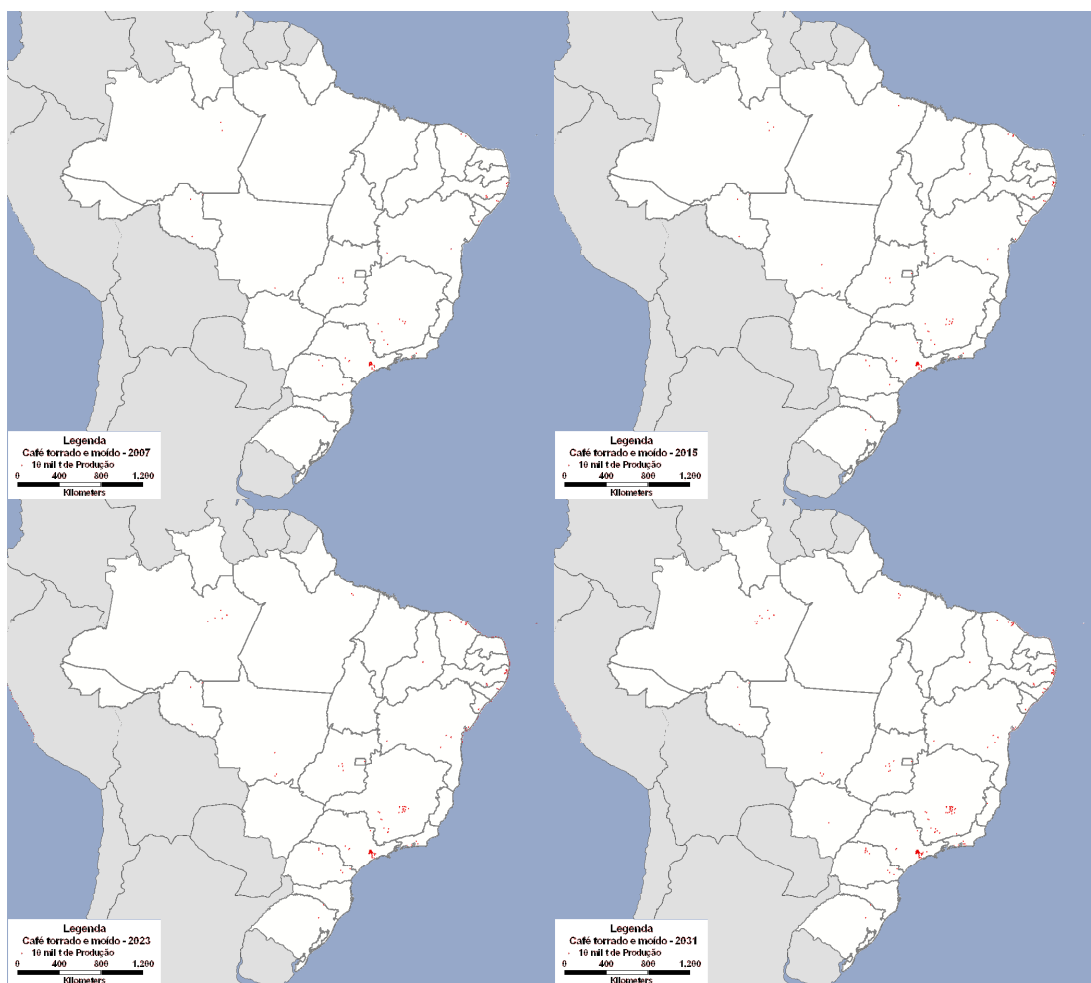 Legenda
Café torrado e moído - 2007
10 mil t de Produção
0 400 800 1.200
Kilometers
Legenda
Café torrado e moído - 2015
10 mil t de Produção
0 400 800 1.200
Kilometers
Legenda
Café torrado e moído - 2023
10 mil t de Produção
0 400 800 1.200
Kilometers
Legenda
Café torrado e moído - 2031
10 mil t de Produção
0 400 800 1.200
Kilometers